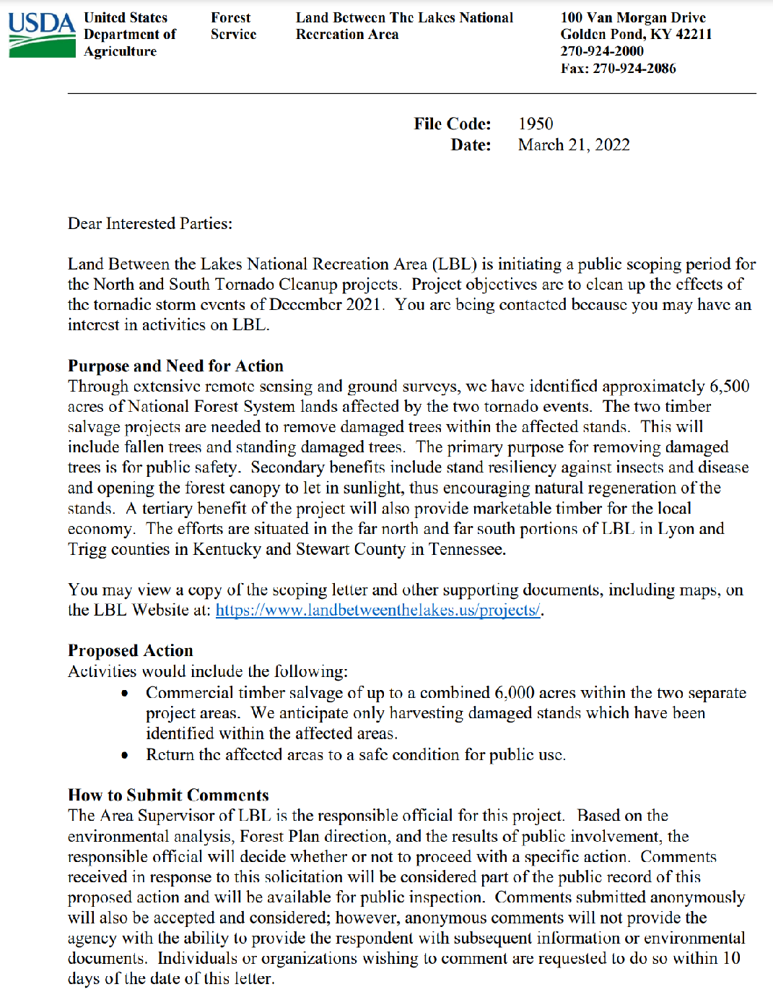 USDA United States Forest Land Between The Lakes National 100 Van Morgan Drive
Department of Service Recreation Area Golden Pond, KY 42211
Agriculture 270-924-2000
Fax: 270-924-2086
File Code: 1950
Date: March 21, 2022
Dear Interested Parties:
Land Between the Lakes National Recreation Area (LBL) is initiating a public scoping period for
the North and South Tornado Cleanup projects. Project objectives are to clean up the effects of
the tornadic storm events of December 2021. You are being contacted because you may have an
interest in activities on LBL.
Purpose and Need for Action
Through extensive remote sensing and ground surveys, we have identified approximately 6,500
acres of National Forest System lands affected by the two tornado events. The two timber
salvage projects are needed to remove damaged trees within the affected stands. This will
include fallen trees and standing damaged trees. The primary purpose for removing damaged
trees is for public safety. Secondary benefits include stand resiliency against insects and disease
and opening the forest canopy to let in sunlight, thus encouraging natural regeneration of the
stands. A tertiary benefit of the project will also provide marketable timber for the local
economy. The efforts are situated in the far north and far south portions of LBL in Lyon and
Trigg counties in Kentucky and Stewart County in Tennessee.
You may view a copy of the scoping letter and other supporting documents, including maps, on
the LBL Website at: https://www.landbetweenthelakes.us/projects/.
Proposed Action
Activities would include the following:
• Commercial timber salvage of up to a combined 6,000 acres within the two separate
project areas. We anticipate only harvesting damaged stands which have been
identified within the affected areas.
• Return the affected areas to a safe condition for public use.
How to Submit Comments
The Area Supervisor of LBL is the responsible official for this project. Based on the
environmental analysis, Forest Plan direction, and the results of public involvement, the
responsible official will decide whether or not to proceed with a specific action. Comments
received in response to this solicitation will be considered part of the public record of this
proposed action and will be available for public inspection. Comments submitted anonymously
will also be accepted and considered; however, anonymous comments will not provide the
agency with the ability to provide the respondent with subsequent information or environmental
documents. Individuals or organizations wishing to comment are requested to do so within 10
days of the date of this letter.